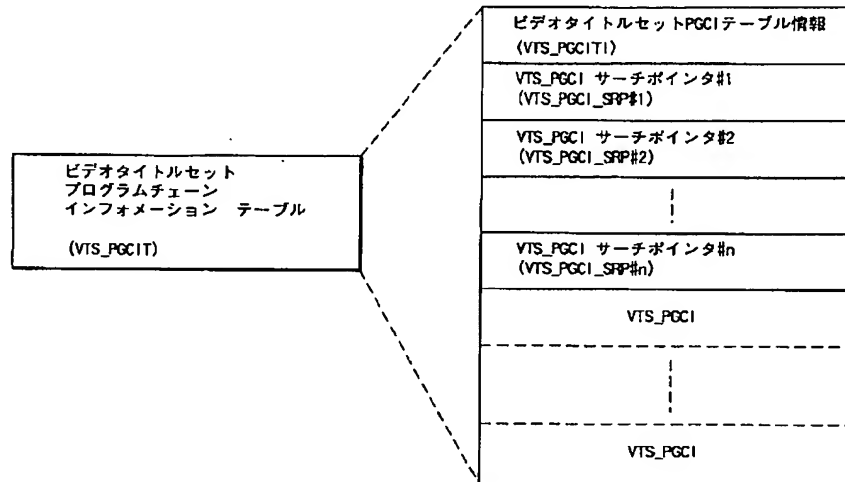 ビデオタイトルセットPGCIテーブル情報
(VTS_PGCITI)
VTS_PGCI サーチポインタ#1
(VTS_PGCI_SRP#1)
VTS_PGCI サーチポインタ#2
(VTS_PGCI_SRP#2)
ビデオタイトルセット
プログラムチェーン
インフォメーション テーブル
(VTS_PGCIT)
VTS_PGCI サーチポインタ#n
(VTS_PGCI_SRP#n)
VTS_PGCI
VTS_PGCI